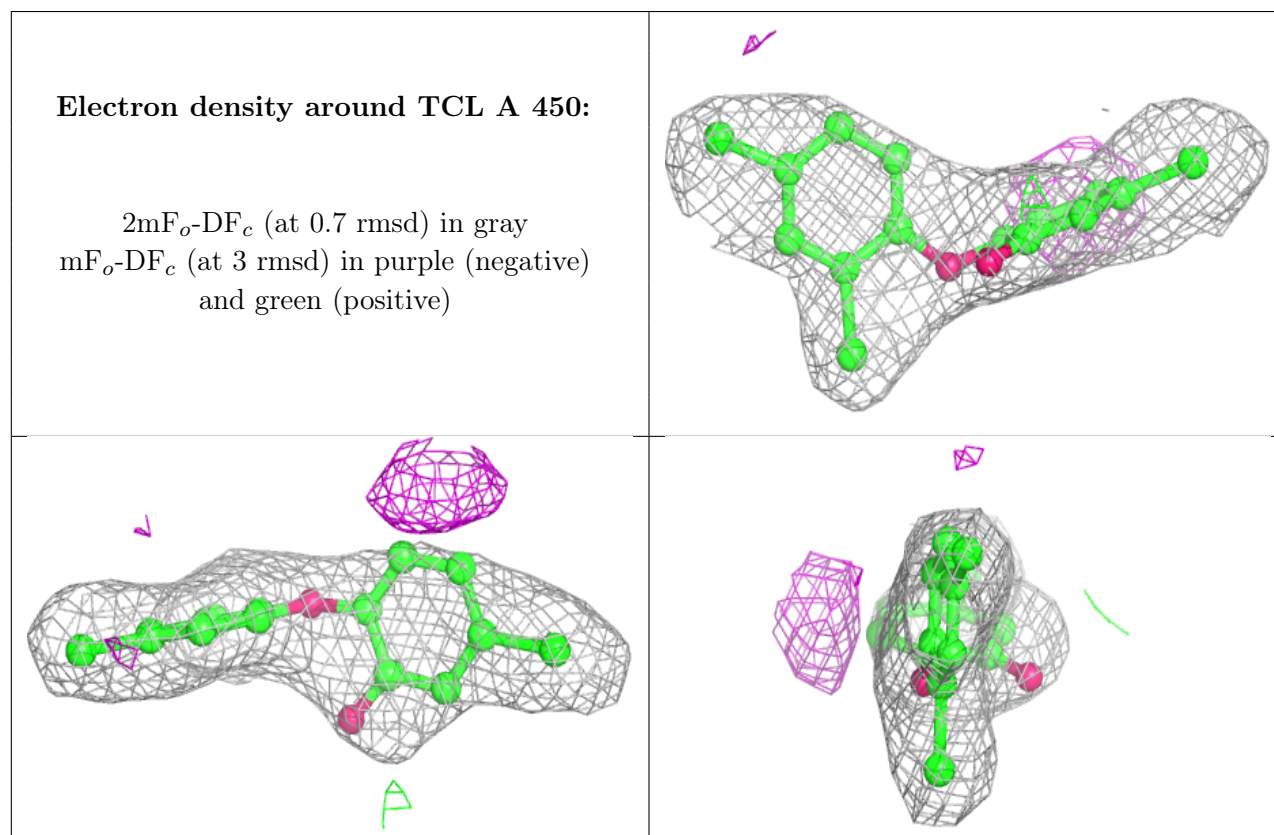 Electron density around TCL A 450:
2mFo-DFc (at 0.7 rmsd) in gray
mFo-DFc (at 3 rmsd) in purple (negative)
and green (positive)